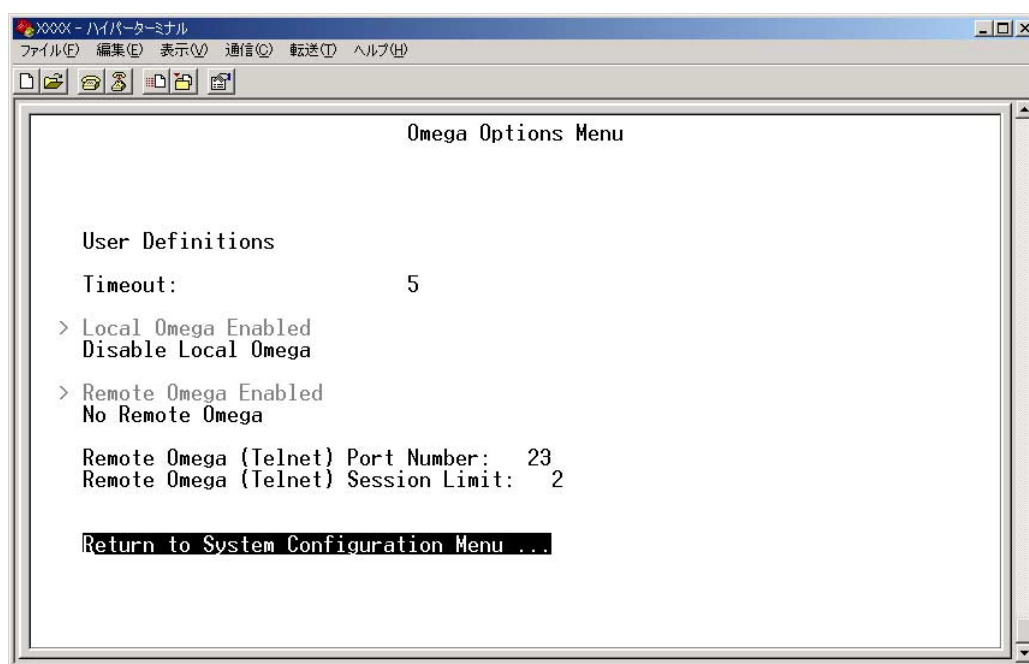 XXXX - ハイパーターミナル
ファイル(F) 編集(E) 表示(V) 通信(C) 転送(T) ヘルプ(H)
Omega Options Menu
User Definitions
Timeout: 5
> Local Omega Enabled
Disable Local Omega
> Remote Omega Enabled
No Remote Omega
Remote Omega (Telnet) Port Number: 23
Remote Omega (Telnet) Session Limit: 2
Return to System Configuration Menu ...